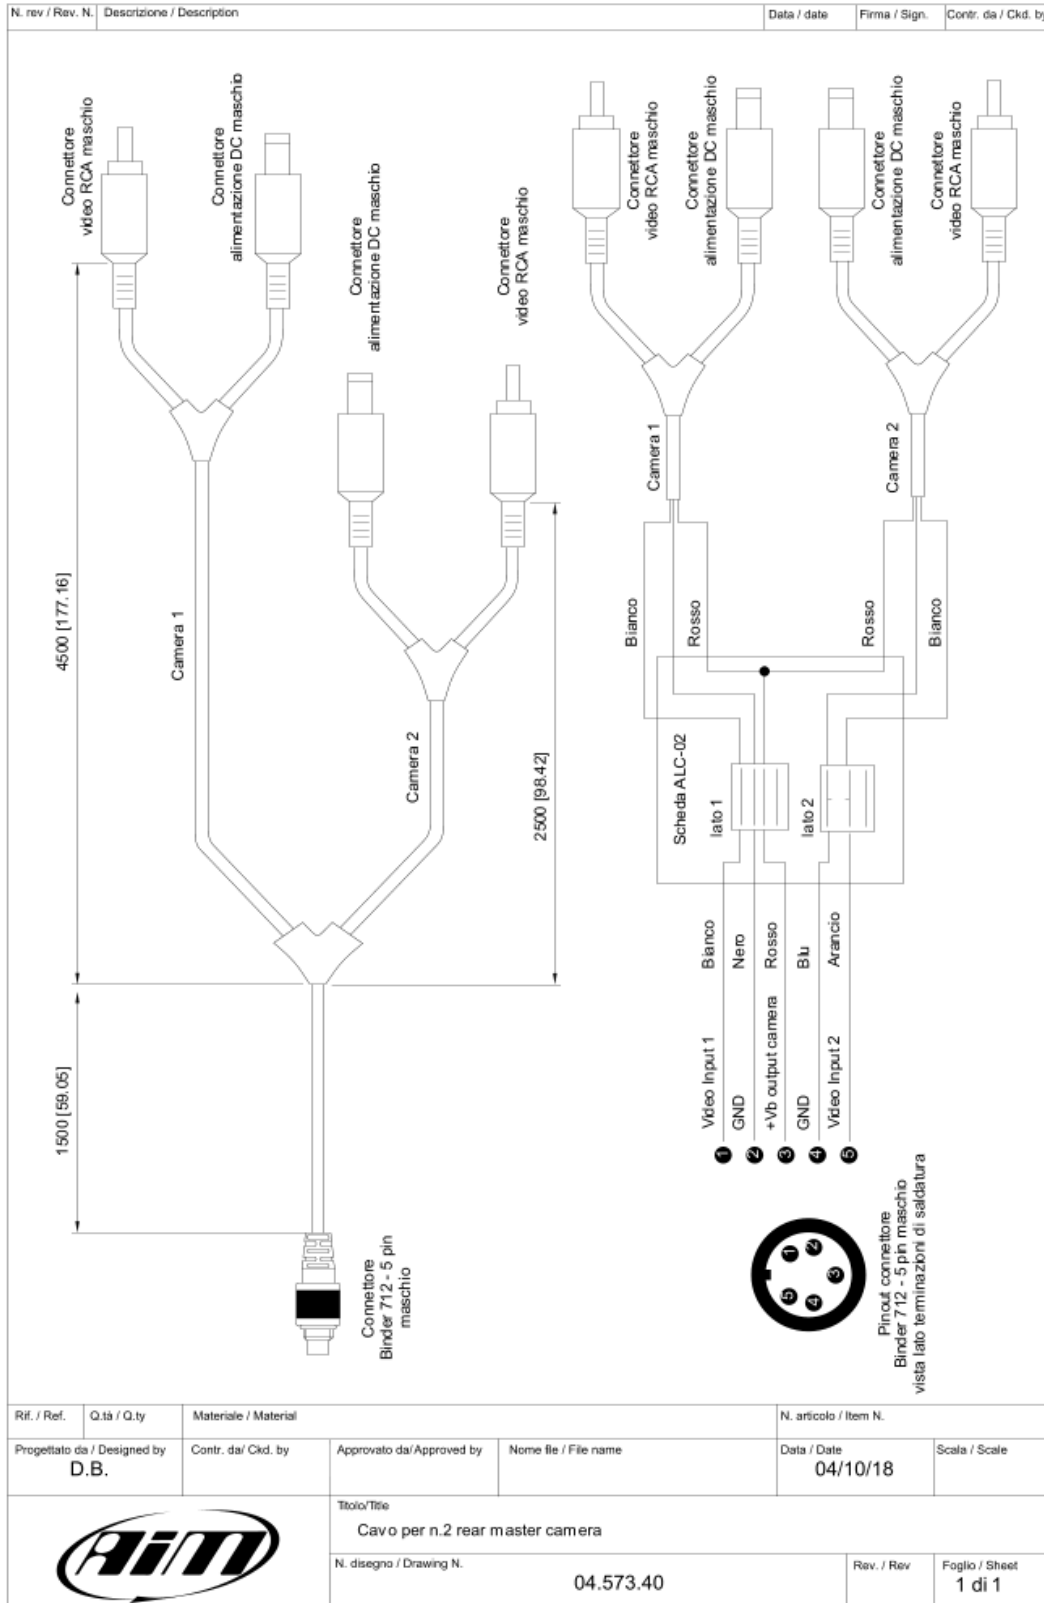 N. rev / Rev. N. Descrizione / Description Data / date Firma / Sign. Contr. da / Ckd. by
Connettore
video RCA maschio
Connettore
alimentazione DC maschio
Connettore
alimentazione DC maschio
Connettore
video RCA maschio
4500 [177.16]
Camera 1
Camera 2
2500 [98.42]
1500 [59.05]
Connettore
Binder 712 - 5 pin
maschio
Connettore
video RCA maschio
Connettore
alimentazione DC maschio
Connettore
alimentazione DC maschio
Connettore
video RCA maschio
Camera 1
Camera 2
Bianco
Rosso
Rosso
Bianco
Scheda ALC-02
lato 1
lato 2
Bianco
Nero
Rosso
Blu
Arancio
Video Input 1
GND
+Vb output camera
GND
Video Input 2
1
2
3
4
5
1
2
3
4
5
Pinout connettore
Binder 712 - 5 pin maschio
vista lato terminazioni di saldatura
Rif. / Ref. Q.tà / Q.ty Materiale / Material N. articolo / Item N.
Progettato da / Designed by Contr. da/ Ckd. by Approvato da/Approved by Nome file / File name Data / Date Scala / Scale
D.B. 04/10/18
AiM
Titolo/Title
Cavo per n.2 rear master camera
N. disegno / Drawing N. Rev. / Rev Foglio / Sheet
04.573.40 1 di 1